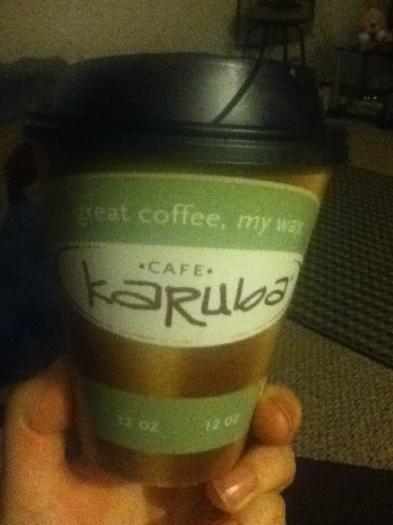 great coffee, my way
•CAFE•
kaRuba
12 OZ 12 OZ